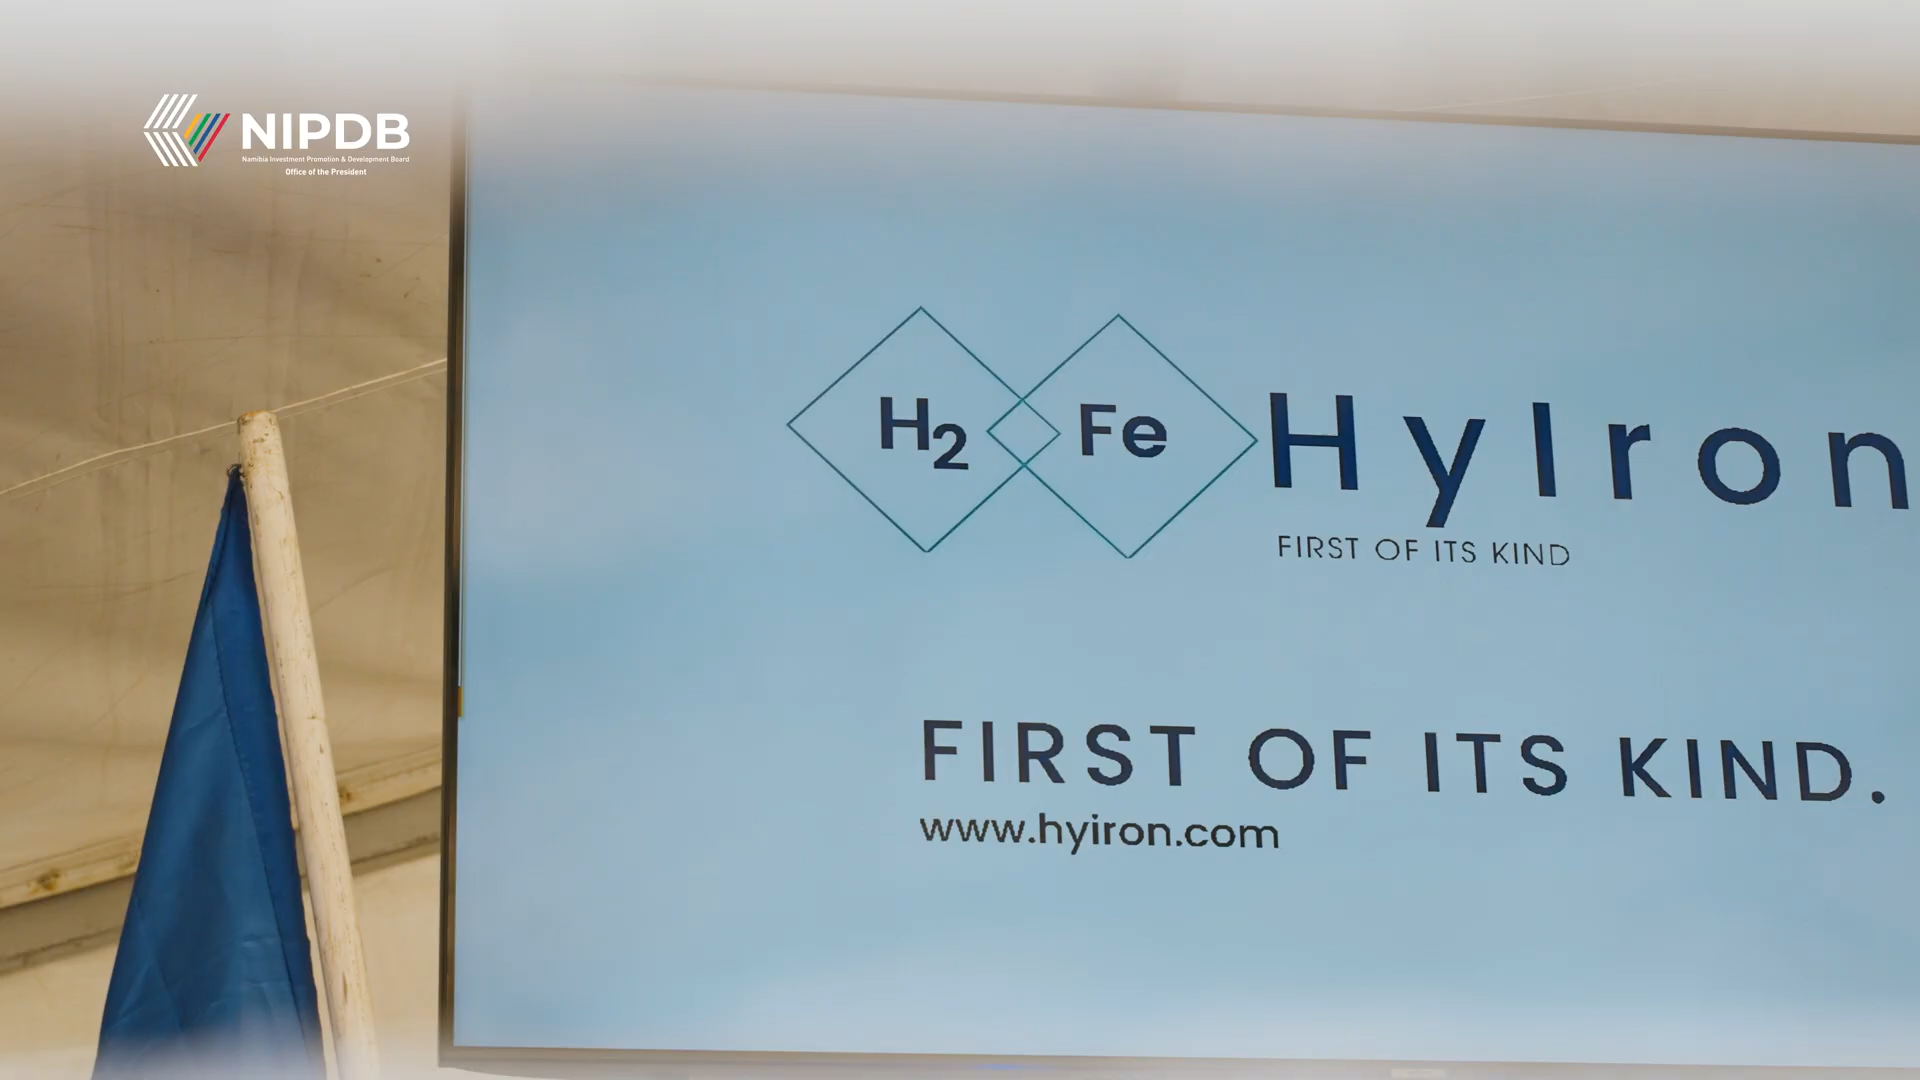 NIPDB
Namibia Investment Promotion & Development Board
Office of the President
H2 Fe HyIron
FIRST OF ITS KIND
FIRST OF ITS KIND.
www.hyiron.com